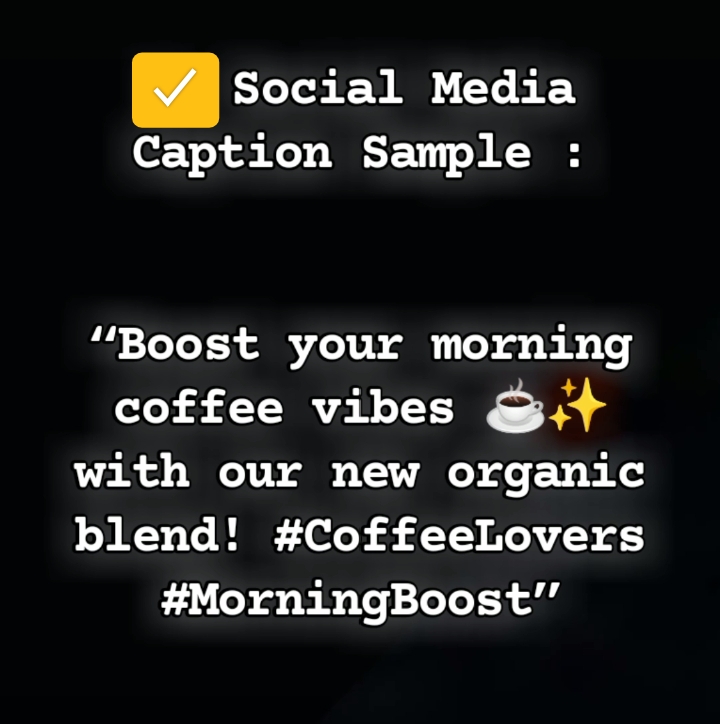 ✅ Social Media
Caption Sample :
“Boost your morning
coffee vibes ☕✨
with our new organic
blend! #CoffeeLovers
#MorningBoost”